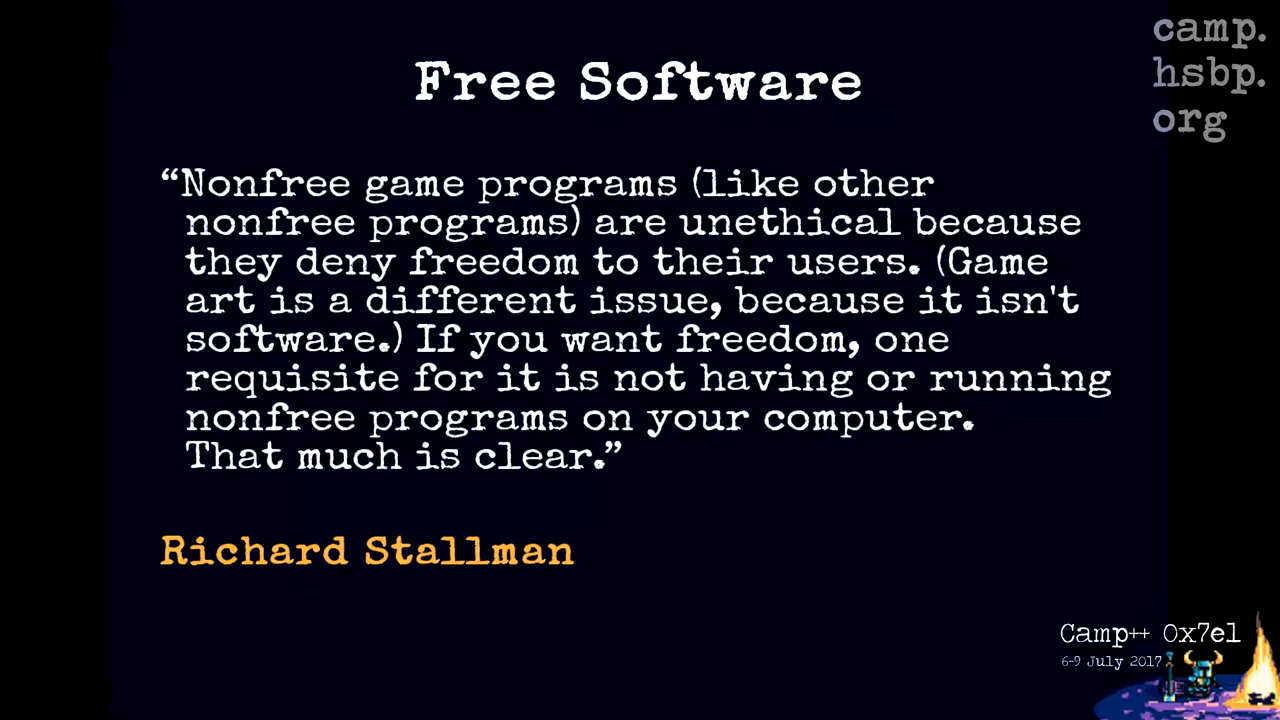 camp.
hsbp.
org
Free Software
“Nonfree game programs (like other
nonfree programs) are unethical because
they deny freedom to their users. (Game
art is a different issue, because it isn't
software.) If you want freedom, one
requisite for it is not having or running
nonfree programs on your computer.
That much is clear.”
Richard Stallman
Camp++ 0x7e1
6-9 July 2017